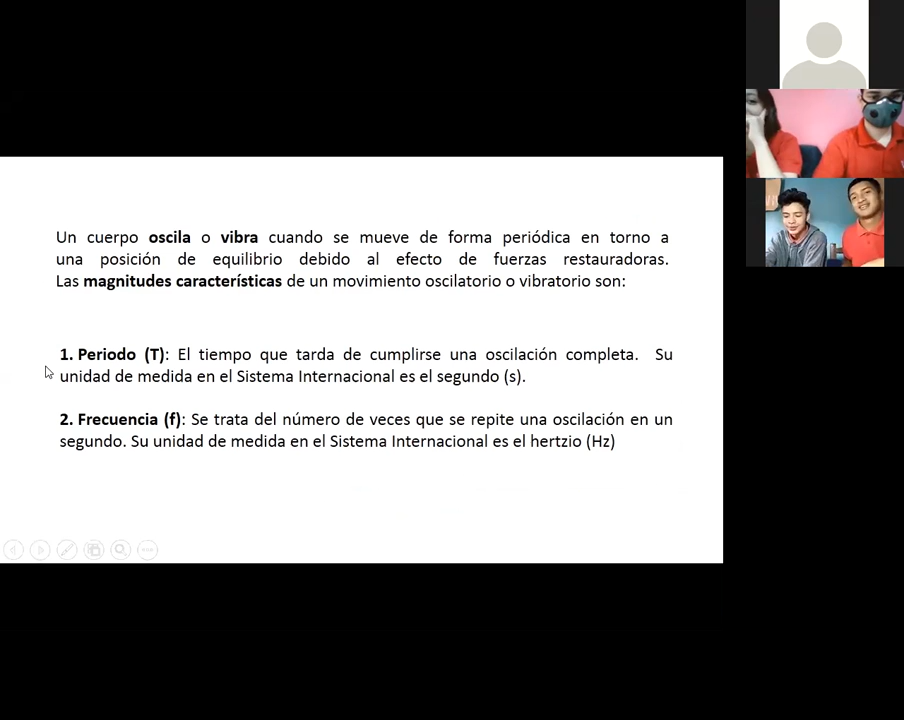 Un cuerpo oscila o vibra cuando se mueve de forma periódica en torno a
una posición de equilibrio debido al efecto de fuerzas restauradoras.
Las magnitudes características de un movimiento oscilatorio o vibratorio son:
1. Periodo (T): El tiempo que tarda de cumplirse una oscilación completa. Su
unidad de medida en el Sistema Internacional es el segundo (s).
2. Frecuencia (f): Se trata del número de veces que se repite una oscilación en un
segundo. Su unidad de medida en el Sistema Internacional es el hertzio (Hz)